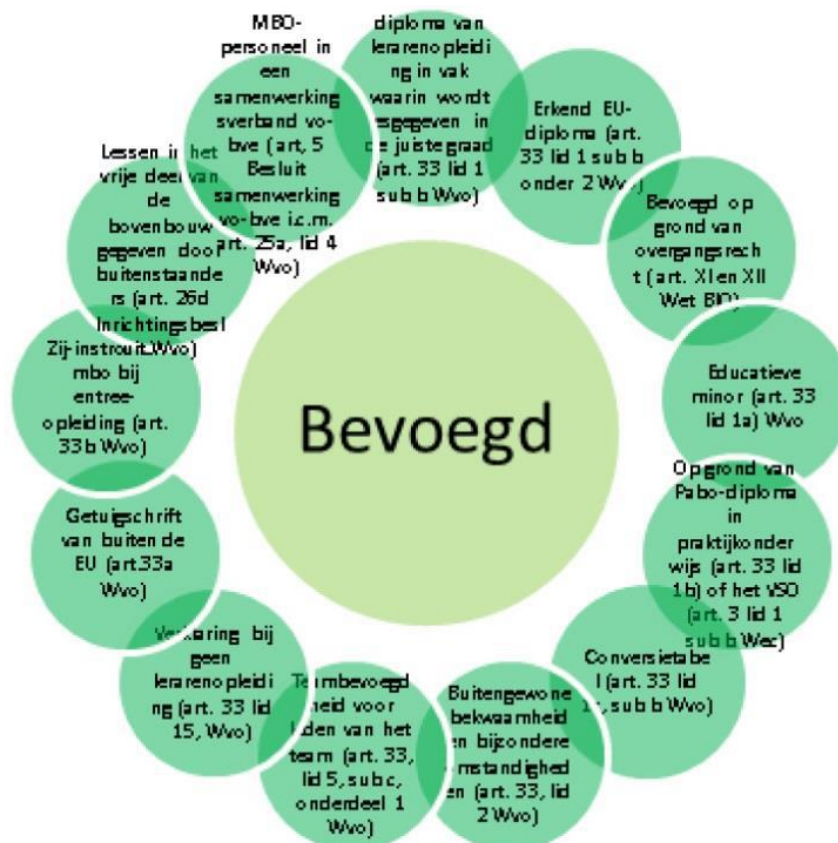 diploma van
lerarenopleidi
ng in vak
waarin wordt
lesgegeven in
de juiste graad
(art. 33 lid 1
sub b Wvo)
Erkend EU-
diploma (art.
33 lid 1 sub b
onder 2 Wvo)
Bevoegd op
grond van
overgangsrech
t (art. XI en XII
Wet BIO)
Educatieve
minor (art. 33
lid 1a) Wvo
Op grond van
Pabo-diploma
in
praktijkonder
wijs (art. 33 lid
1b) of het VSO
(art. 3 lid 1
sub b Wec)
Conversietabe
l (art. 33 lid
sub b Wvo)
Buitengewone
bekwaamheid
en bijzondere
omstandighed
en (art. 33, lid
2 Wvo)
Teambevoegd
heid voor
leden van het
team (art. 33,
lid 5, sub c,
onderdeel 1
Wvo)
Verklaring bij
geen
lerarenopleidi
ng (art. 33 lid
15, Wvo)
Getuigschrift
van buiten de
EU (art.33a
Wvo)
Zij-instroom
mbo bij
entree-
opleiding (art.
33b Wvo)
Lessen in het
vrije deel van
de
bovenbouw
gegeven door
buitenstaande
rs (art. 26d
Inrichtingsbesl
uit Wvo)
MBO-
personeel in
een
samenwerking
sverband vo-
bve (art, 5
Besluit
samenwerking
vo-bve i.c.m.
art. 25a, lid 4
Wvo)
Bevoegd